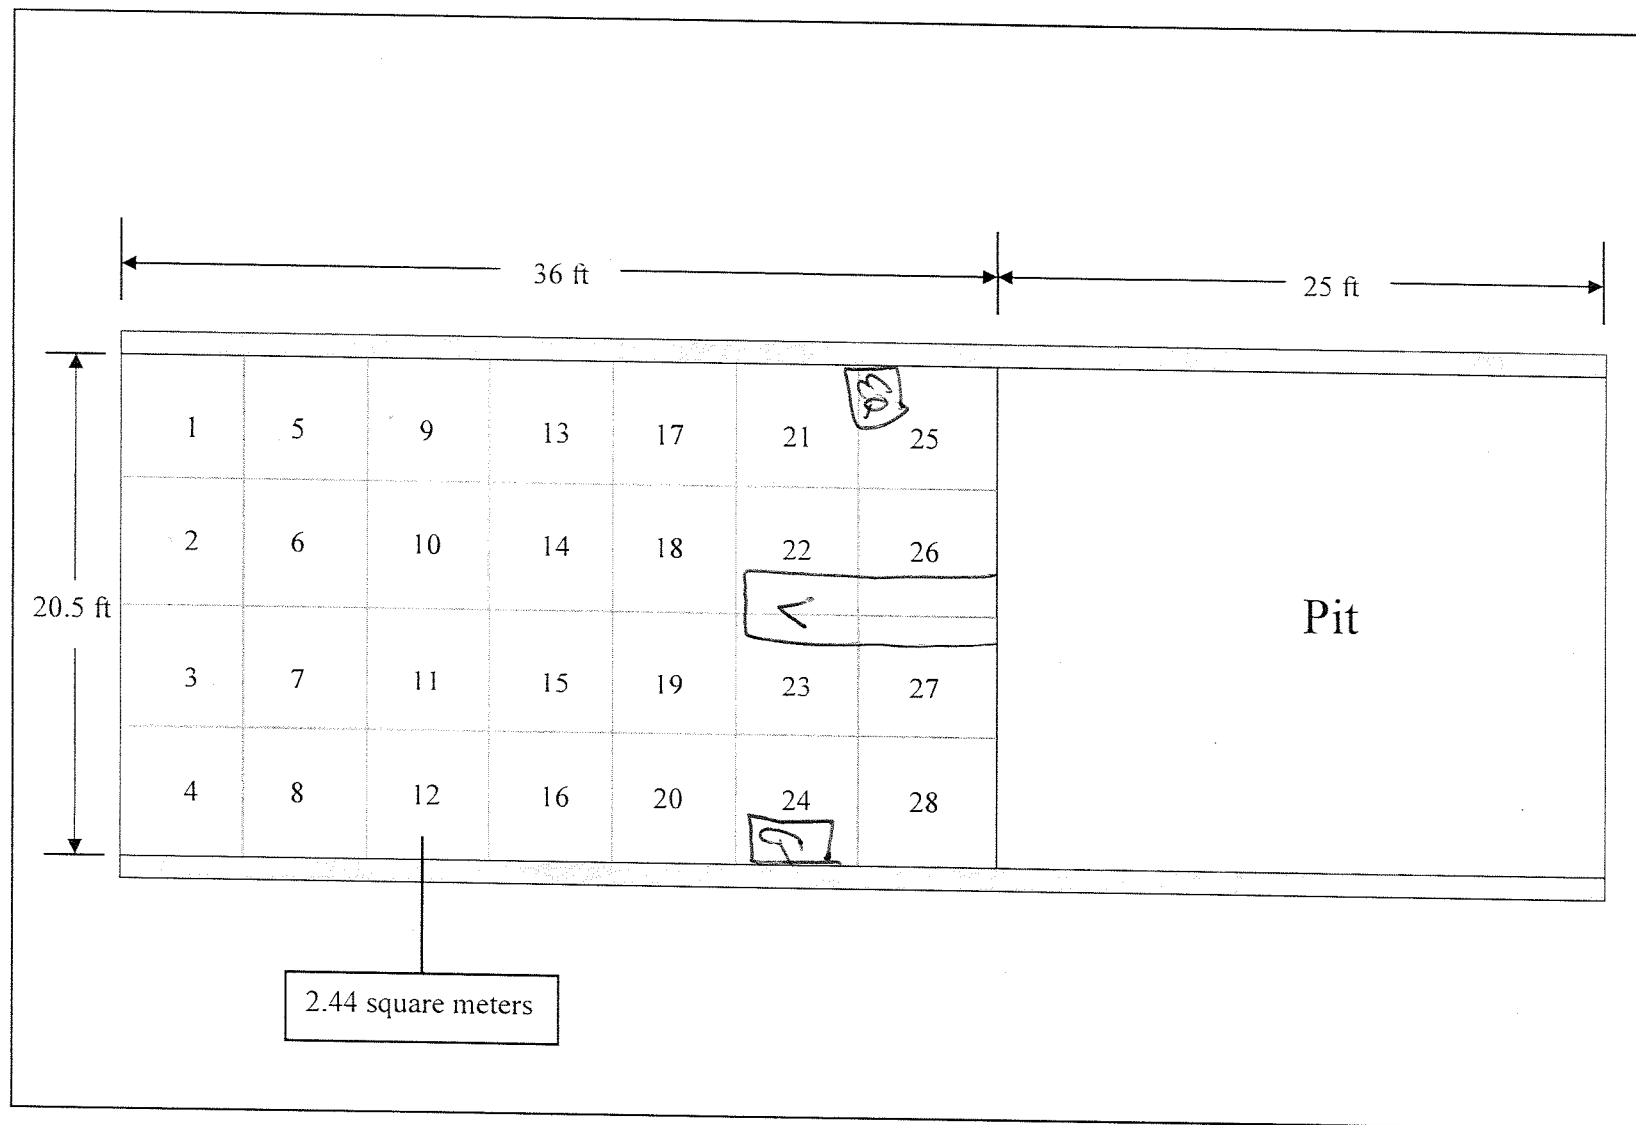 36 ft
25 ft
20.5 ft
1 5 9 13 17 21 25
2 6 10 14 18 22 26
3 7 11 15 19 23 27
4 8 12 16 20 24 28
Pit
2.44 square meters